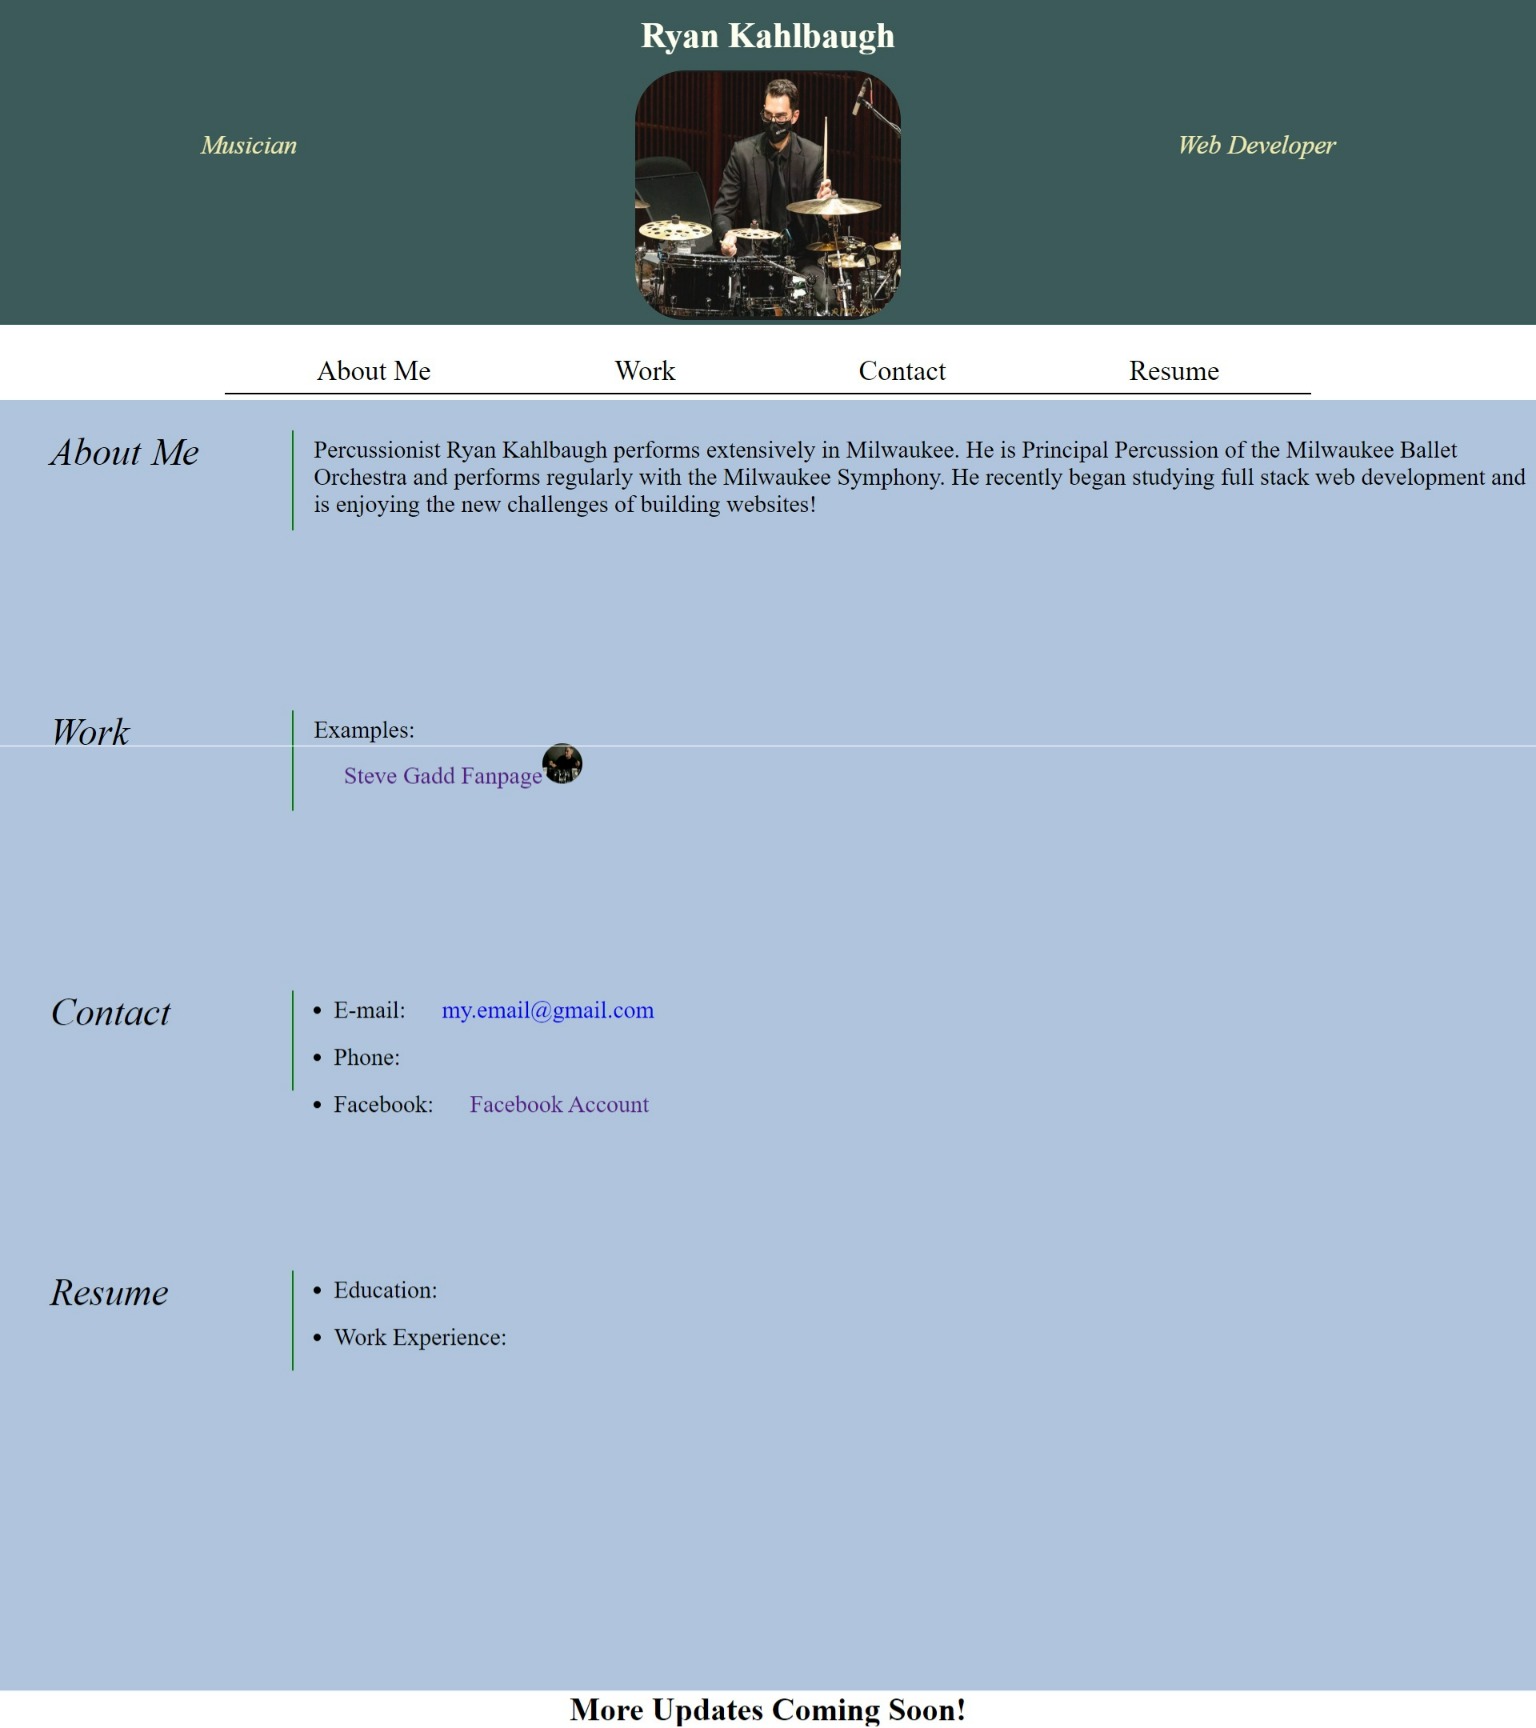 Ryan Kahlbaugh
Musician
Web Developer
About Me
Work
Contact
Resume
About Me
Percussionist Ryan Kahlbaugh performs extensively in Milwaukee. He is Principal Percussion of the Milwaukee Ballet
Orchestra and performs regularly with the Milwaukee Symphony. He recently began studying full stack web development and
is enjoying the new challenges of building websites!
Work
Examples:
Steve Gadd Fanpage
Contact
• E-mail: my.email@gmail.com
• Phone:
• Facebook: Facebook Account
Resume
• Education:
• Work Experience:
More Updates Coming Soon!